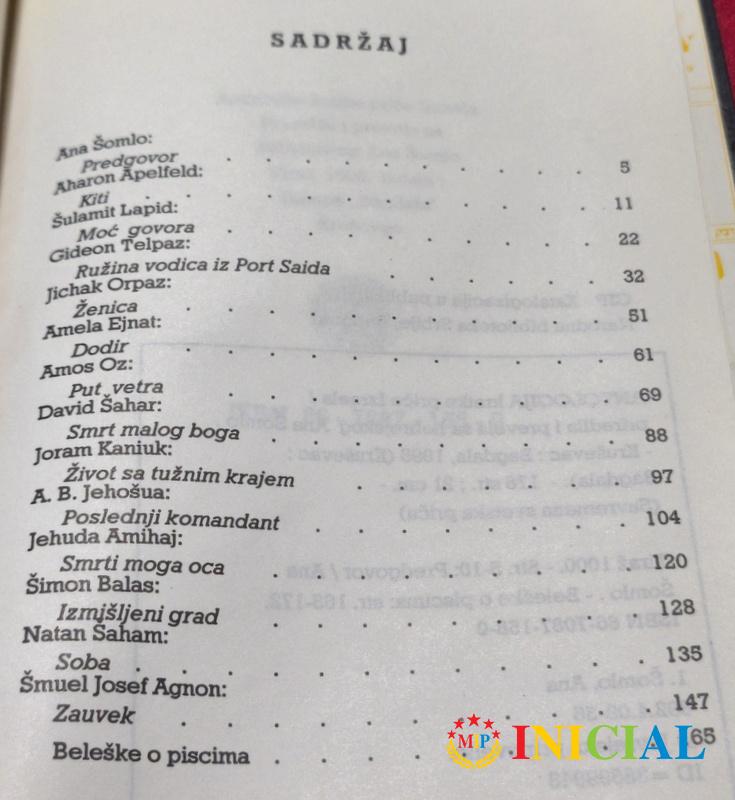 SADRŽAJ
Ana Šomlo:
Predgovor . . . . . . . . . . 5
Aharon Apelfeld:
Kiti . . . . . . . . . . . 11
Šulamit Lapid:
Moć govora . . . . . . . . . 22
Gideon Telpaz:
Ružina vodica iz Port Saida . . . . . . 32
Jichak Orpaz:
Ženica . . . . . . . . . . 51
Amela Ejnat:
Dodir . . . . . . . . . . 61
Amos Oz:
Put vetra . . . . . . . . . 69
David Šahar:
Smrt malog boga . . . . . . . . 88
Joram Kaniuk:
Život sa tužnim krajem . . . . . . 97
A. B. Jehošua:
Poslednji komandant . . . . . . . 104
Jehuda Amihaj:
Smrti moga oca . . . . . . . . 120
Šimon Balas:
Izmjšljeni grad . . . . . . . . 128
Natan Šaham:
Soba . . . . . . . . . . . 135
Šmuel Josef Agnon:
Zauvek . . . . . . . . . . 147
Beleške o piscima . . . . . . . 165
MP INICIAL